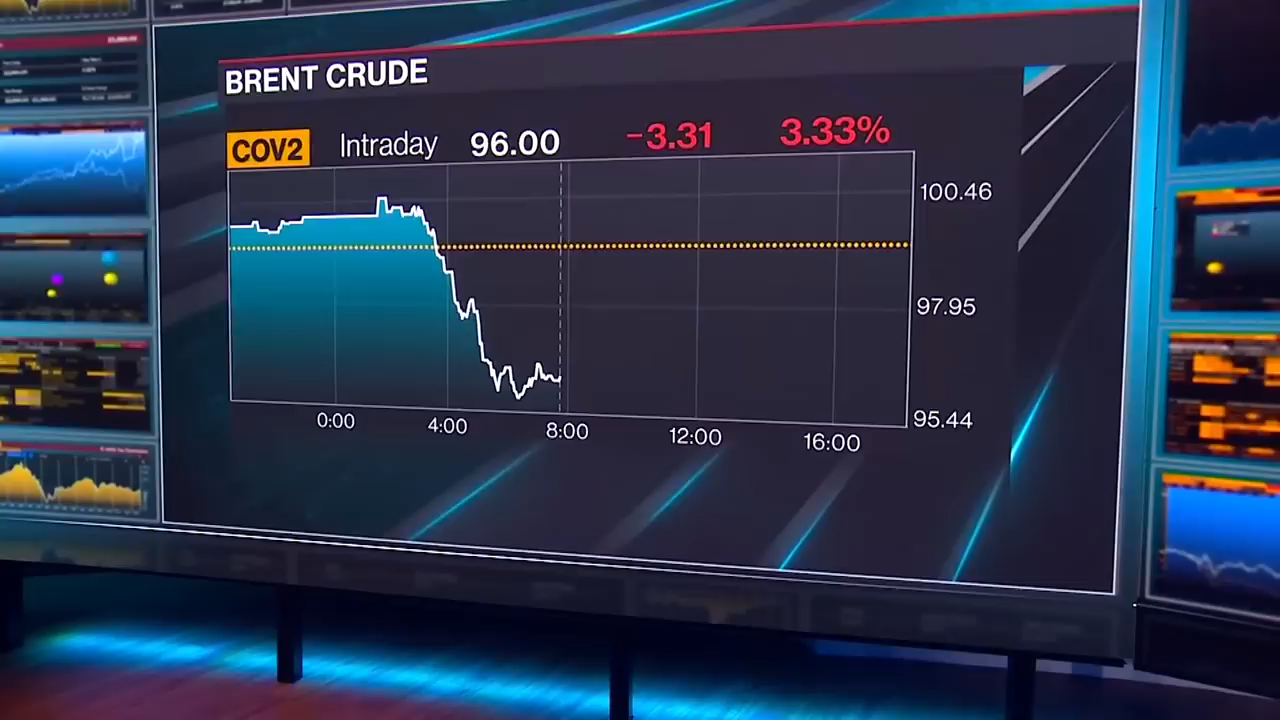 BRENT CRUDE
COV2 Intraday 96.00 −3.31 3.33%
100.46
97.95
95.44
0:00 4:00 8:00 12:00 16:00